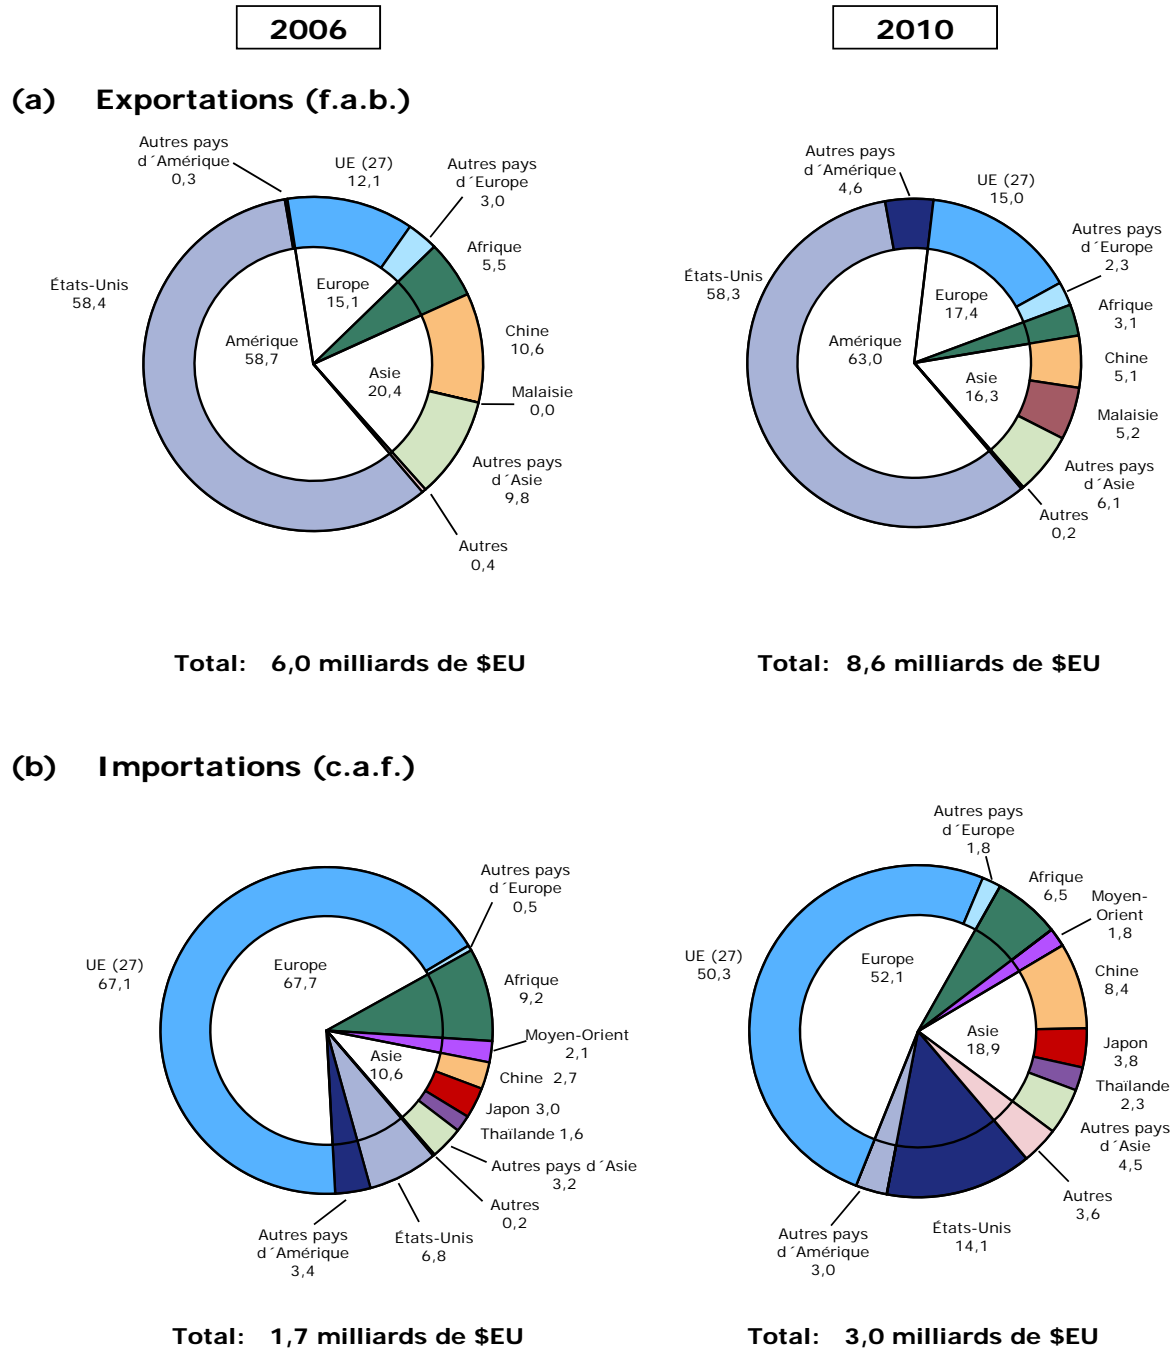 2006
2010
(a) Exportations (f.a.b.)
Autres pays
d´Amérique
0,3
UE (27)
12,1
Autres pays
d´Europe
3,0
Afrique
5,5
États-Unis
58,4
Europe
15,1
Amérique
58,7
Asie
20,4
Chine
10,6
Malaisie
0,0
Autres pays
d´Asie
9,8
Autres
0,4
Total: 6,0 milliards de $EU
Autres pays
d´Amérique
4,6
UE (27)
15,0
Autres pays
d´Europe
2,3
États-Unis
58,3
Europe
17,4
Afrique
3,1
Amérique
63,0
Asie
16,3
Chine
5,1
Malaisie
5,2
Autres pays
d´Asie
6,1
Autres
0,2
Total: 8,6 milliards de $EU
(b) Importations (c.a.f.)
Autres pays
d´Europe
0,5
UE (27)
67,1
Europe
67,7
Afrique
9,2
Moyen-Orient
2,1
Asie
10,6
Chine 2,7
Japon 3,0
Thaïlande 1,6
Autres pays d´Asie
3,2
Autres
0,2
États-Unis
6,8
Autres pays
d´Amérique
3,4
Total: 1,7 milliards de $EU
Autres pays
d´Europe
1,8
Afrique
6,5
Moyen-
Orient
1,8
UE (27)
50,3
Europe
52,1
Chine
8,4
Asie
18,9
Japon
3,8
Thaïlande
2,3
Autres pays
d´Asie
4,5
Autres
3,6
États-Unis
14,1
Autres pays
d´Amérique
3,0
Total: 3,0 milliards de $EU